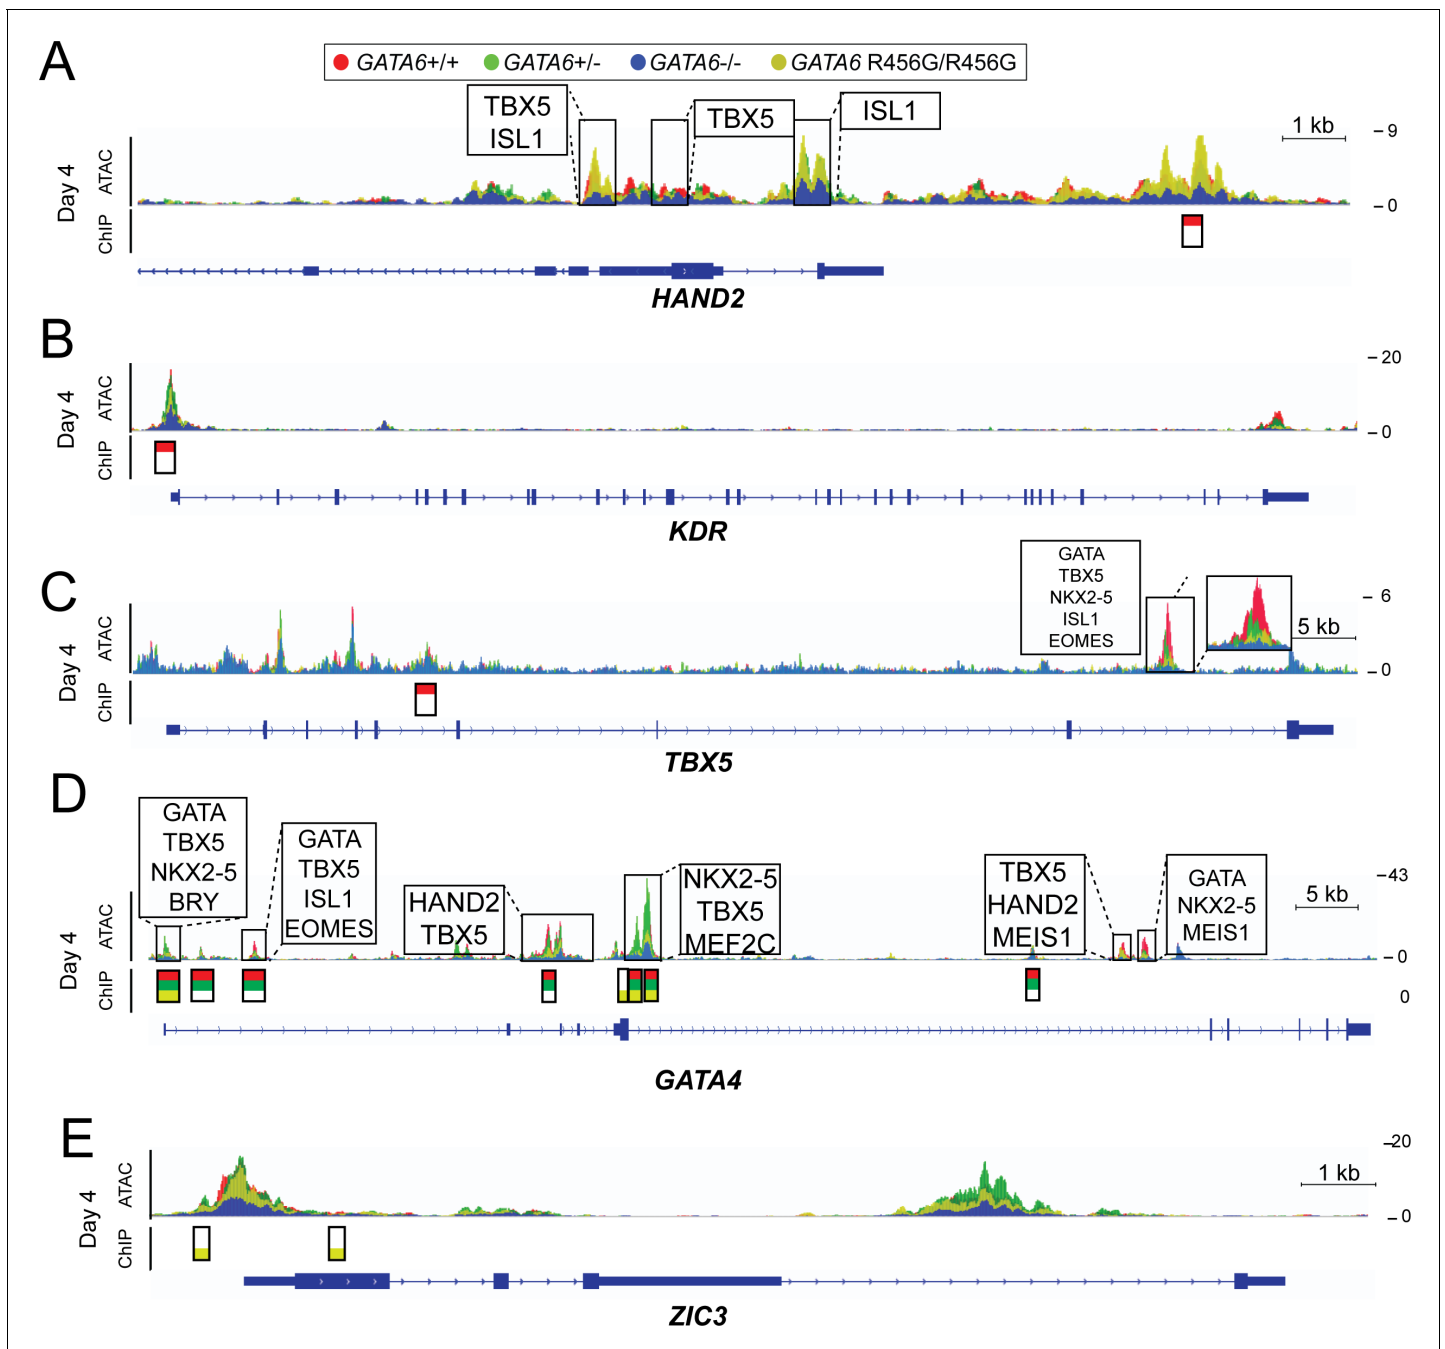 A
GATA6+/+ GATA6+/- GATA6-/- GATA6 R456G/R456G
TBX5
ISL1
TBX5
ISL1
1 kb
9
0
Day 4
ATAC
ChIP
HAND2
B
20
0
Day 4
ATAC
ChIP
KDR
C
GATA
TBX5
NKX2-5
ISL1
EOMES
6
5 kb
0
Day 4
ATAC
ChIP
TBX5
D
GATA
TBX5
NKX2-5
BRY
GATA
TBX5
ISL1
EOMES
HAND2
TBX5
NKX2-5
TBX5
MEF2C
TBX5
HAND2
MEIS1
GATA
NKX2-5
MEIS1
43
5 kb
0
0
Day 4
ATAC
ChIP
GATA4
E
20
1 kb
0
Day 4
ATAC
ChIP
ZIC3